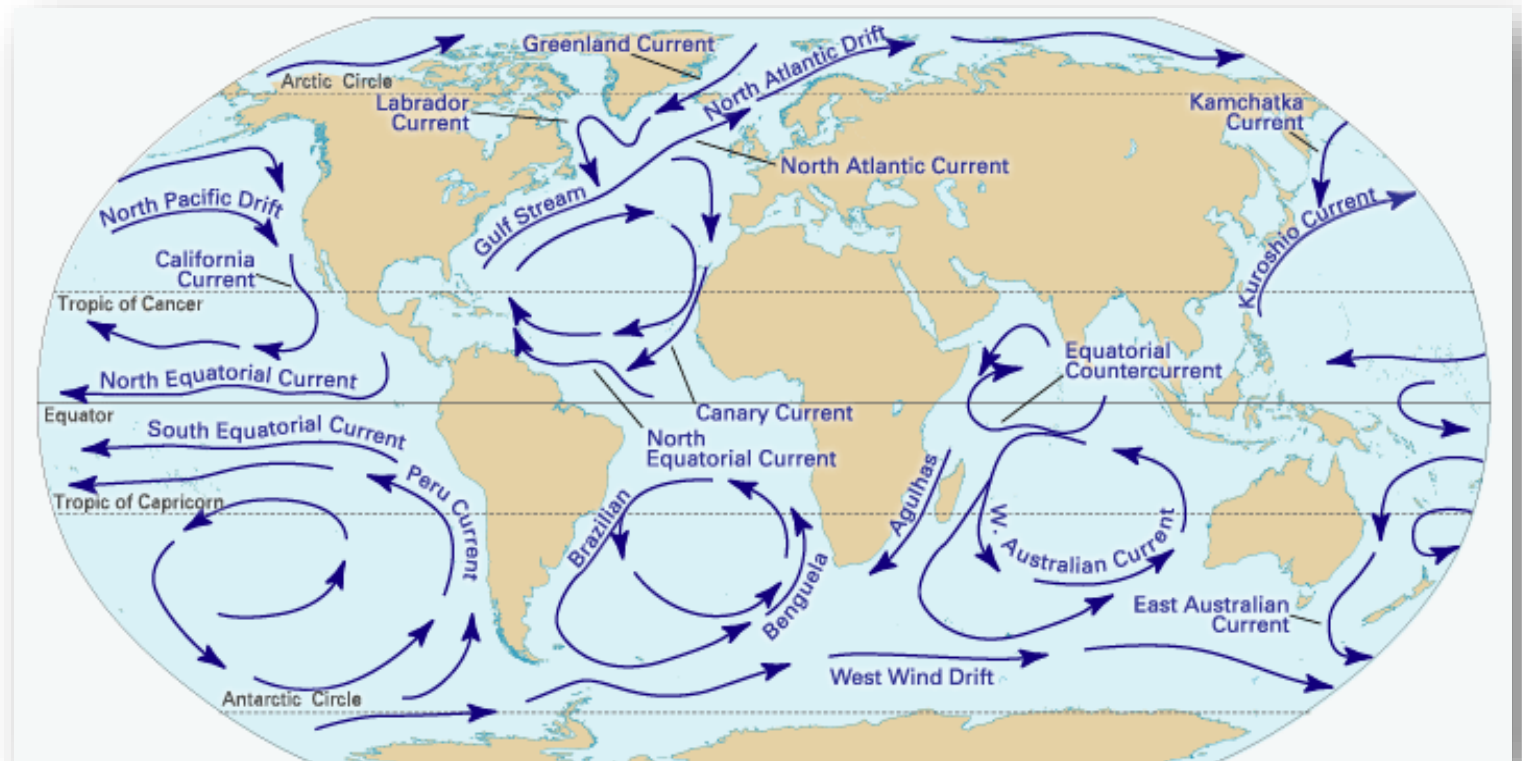 Greenland Current
North Atlantic Drift
Arctic Circle
Labrador
Current
Kamchatka
Current
North Atlantic Current
North Pacific Drift
Gulf Stream
Kuroshio Current
California
Current
Tropic of Cancer
Equatorial
Countercurrent
North Equatorial Current
Equator
Canary Current
South Equatorial Current
North
Equatorial Current
Peru Current
Tropic of Capricorn
Brazilian
Agulhas
W. Australian Current
Benguela
East Australian
Current
West Wind Drift
Antarctic Circle